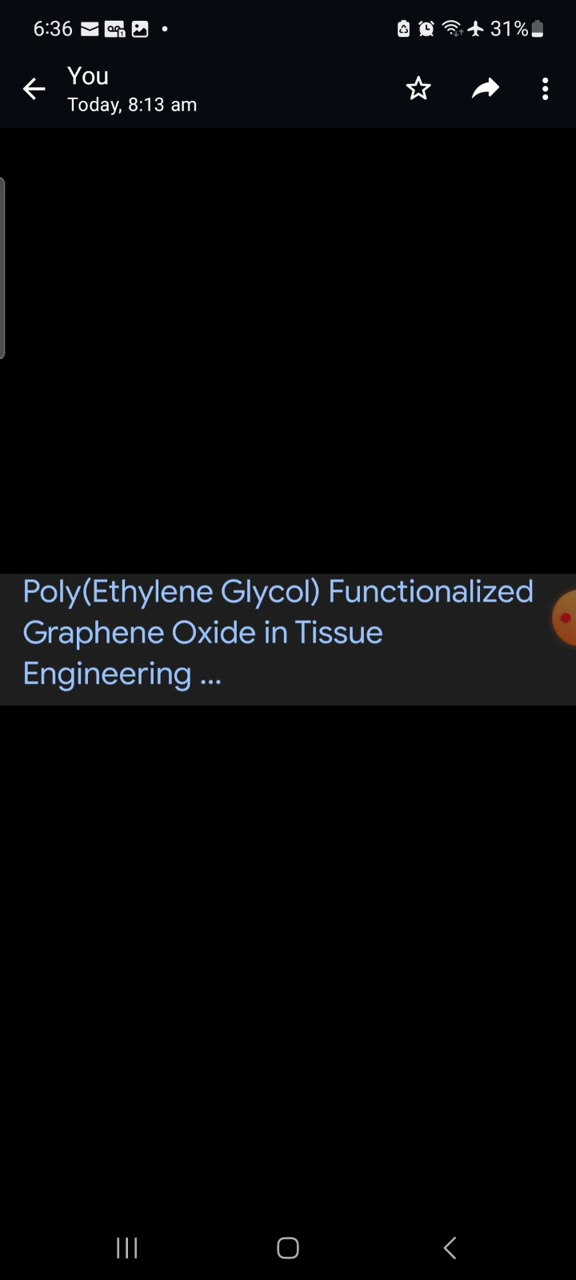 6:36
31%
You
Today, 8:13 am
Poly(Ethylene Glycol) Functionalized
Graphene Oxide in Tissue
Engineering ...